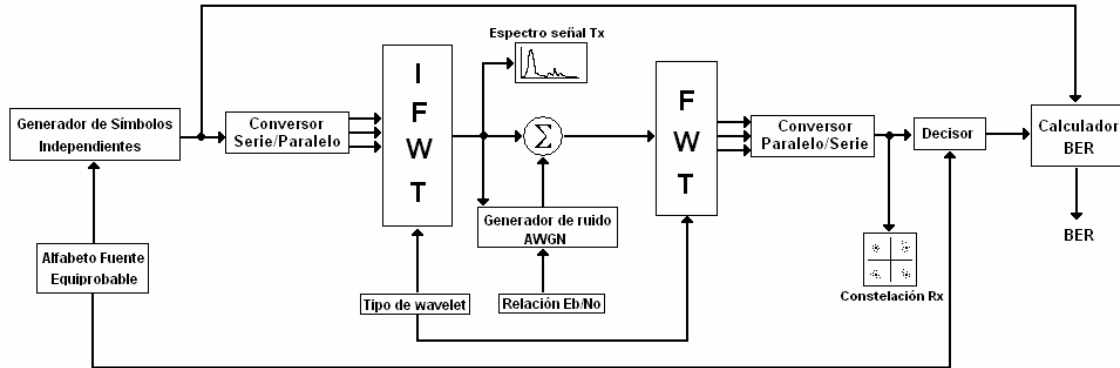 Espectro señal Tx
I
F
W
T
F
W
T
Generador de Símbolos
Independientes
Conversor
Serie/Paralelo
Σ
Conversor
Paralelo/Serie
Decisor
Calculador
BER
Generador de ruido
AWGN
BER
Alfabeto Fuente
Equiprobable
Tipo de wavelet
Relación Eb/No
Constelación Rx